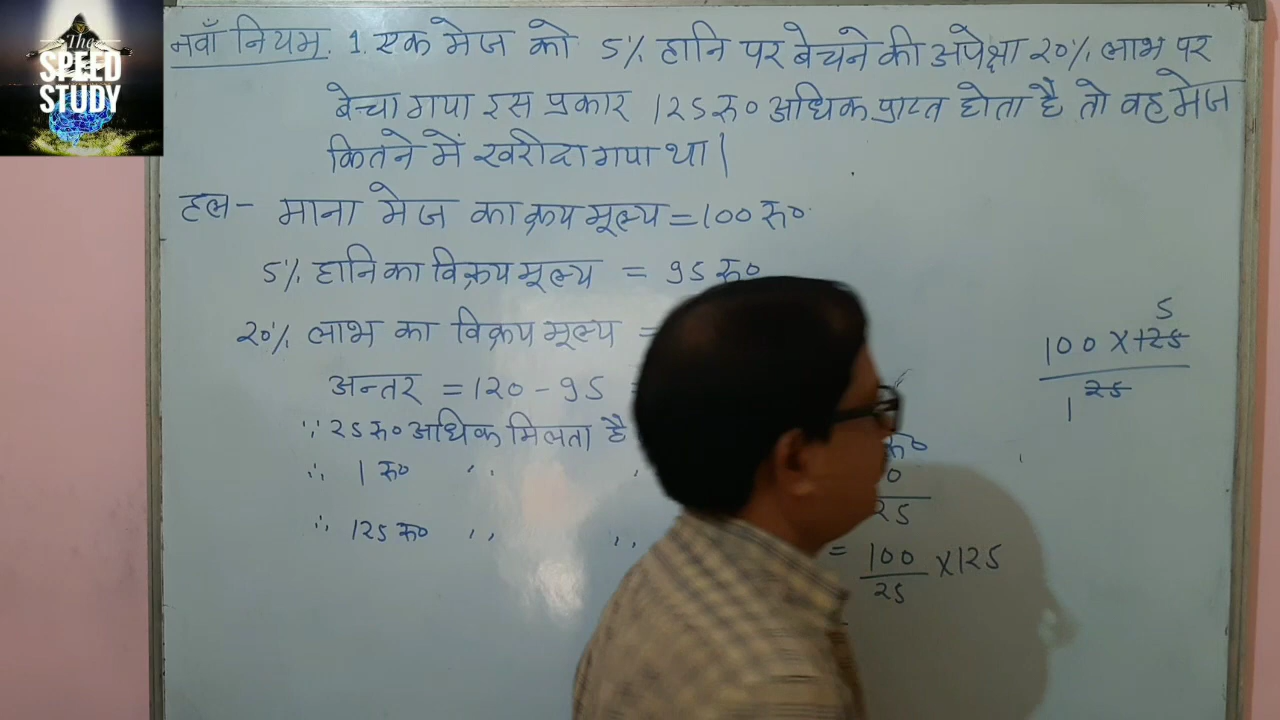 The
SPEED
STUDY
नवाँ नियम. 1. एक मेज को 5% हानि पर बेचने की अपेक्षा 20% लाभ पर
बेचा गया इस प्रकार 125 रु० अधिक प्राप्त होता है तो वह मेज
कितने में खरीदा गया था |
हल- माना मेज का क्रय मूल्य = 100 रु०
5% हानि का विक्रय मूल्य = 95 रु०
20% लाभ का विक्रय मूल्य =
अन्तर = 120 - 95
∵ 25 रु० अधिक मिलता है रु०
∴ 1 रु० ,, ,, 0/25
∴ 125 रु० ,, ,, = 100/25 × 125
5
100 × 125
1 25